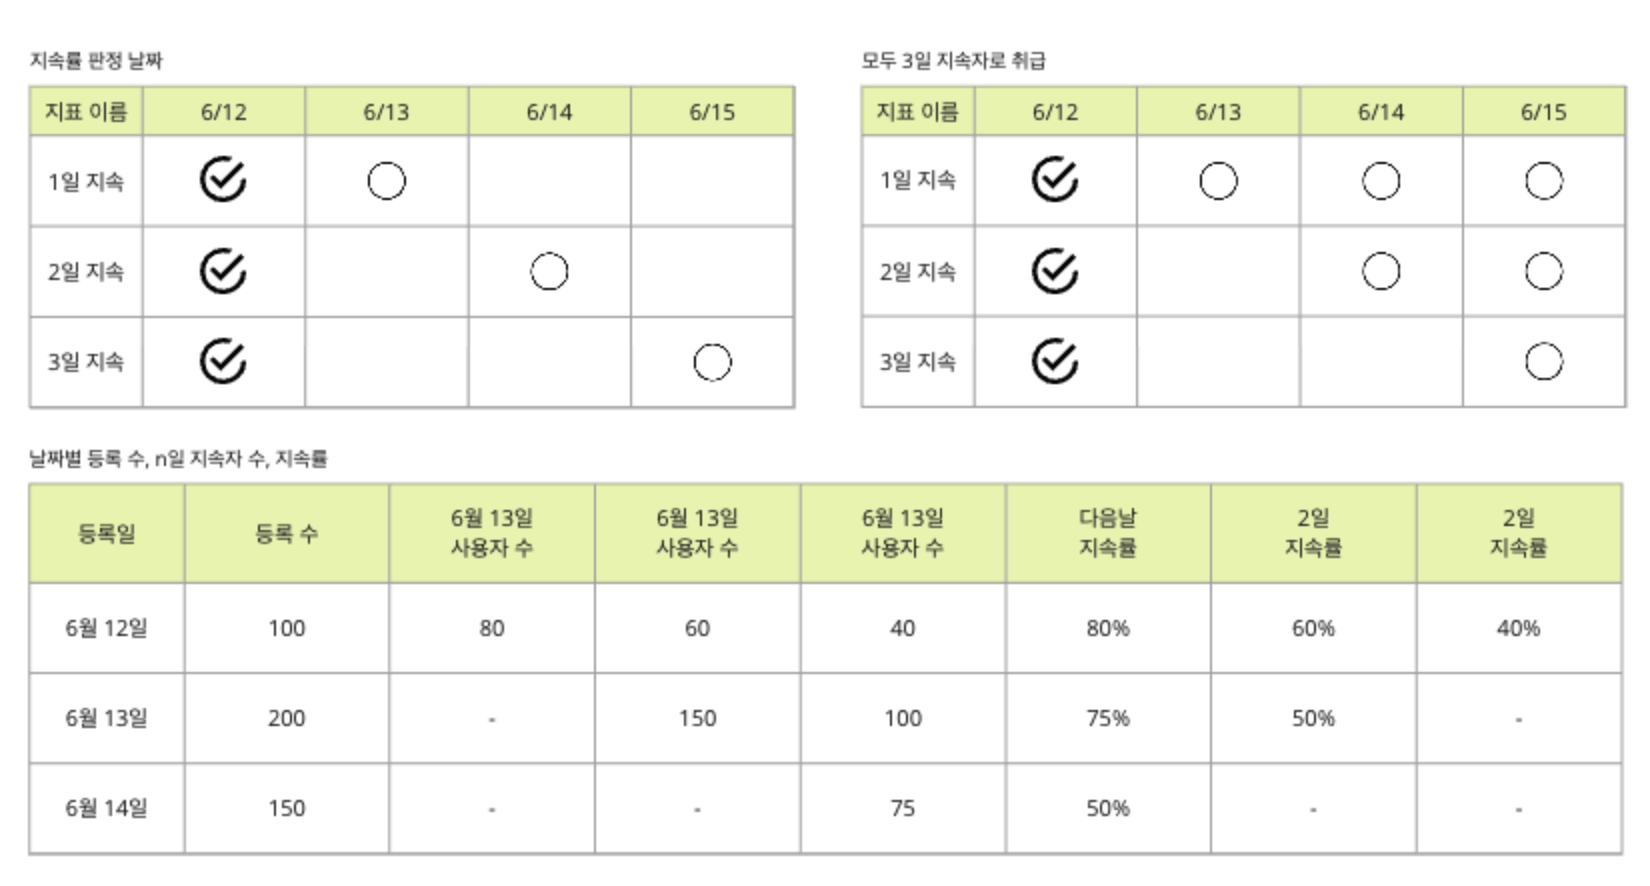 지속률 판정 날짜
지표 이름 6/12 6/13 6/14 6/15
1일 지속
2일 지속
3일 지속
모두 3일 지속자로 취급
지표 이름 6/12 6/13 6/14 6/15
1일 지속
2일 지속
3일 지속
날짜별 등록 수, n일 지속자 수, 지속률
등록일 등록 수 6월 13일 사용자 수 6월 13일 사용자 수 6월 13일 사용자 수 다음날 지속률 2일 지속률 2일 지속률
6월 12일 100 80 60 40 80% 60% 40%
6월 13일 200 - 150 100 75% 50% -
6월 14일 150 - - 75 50% - -